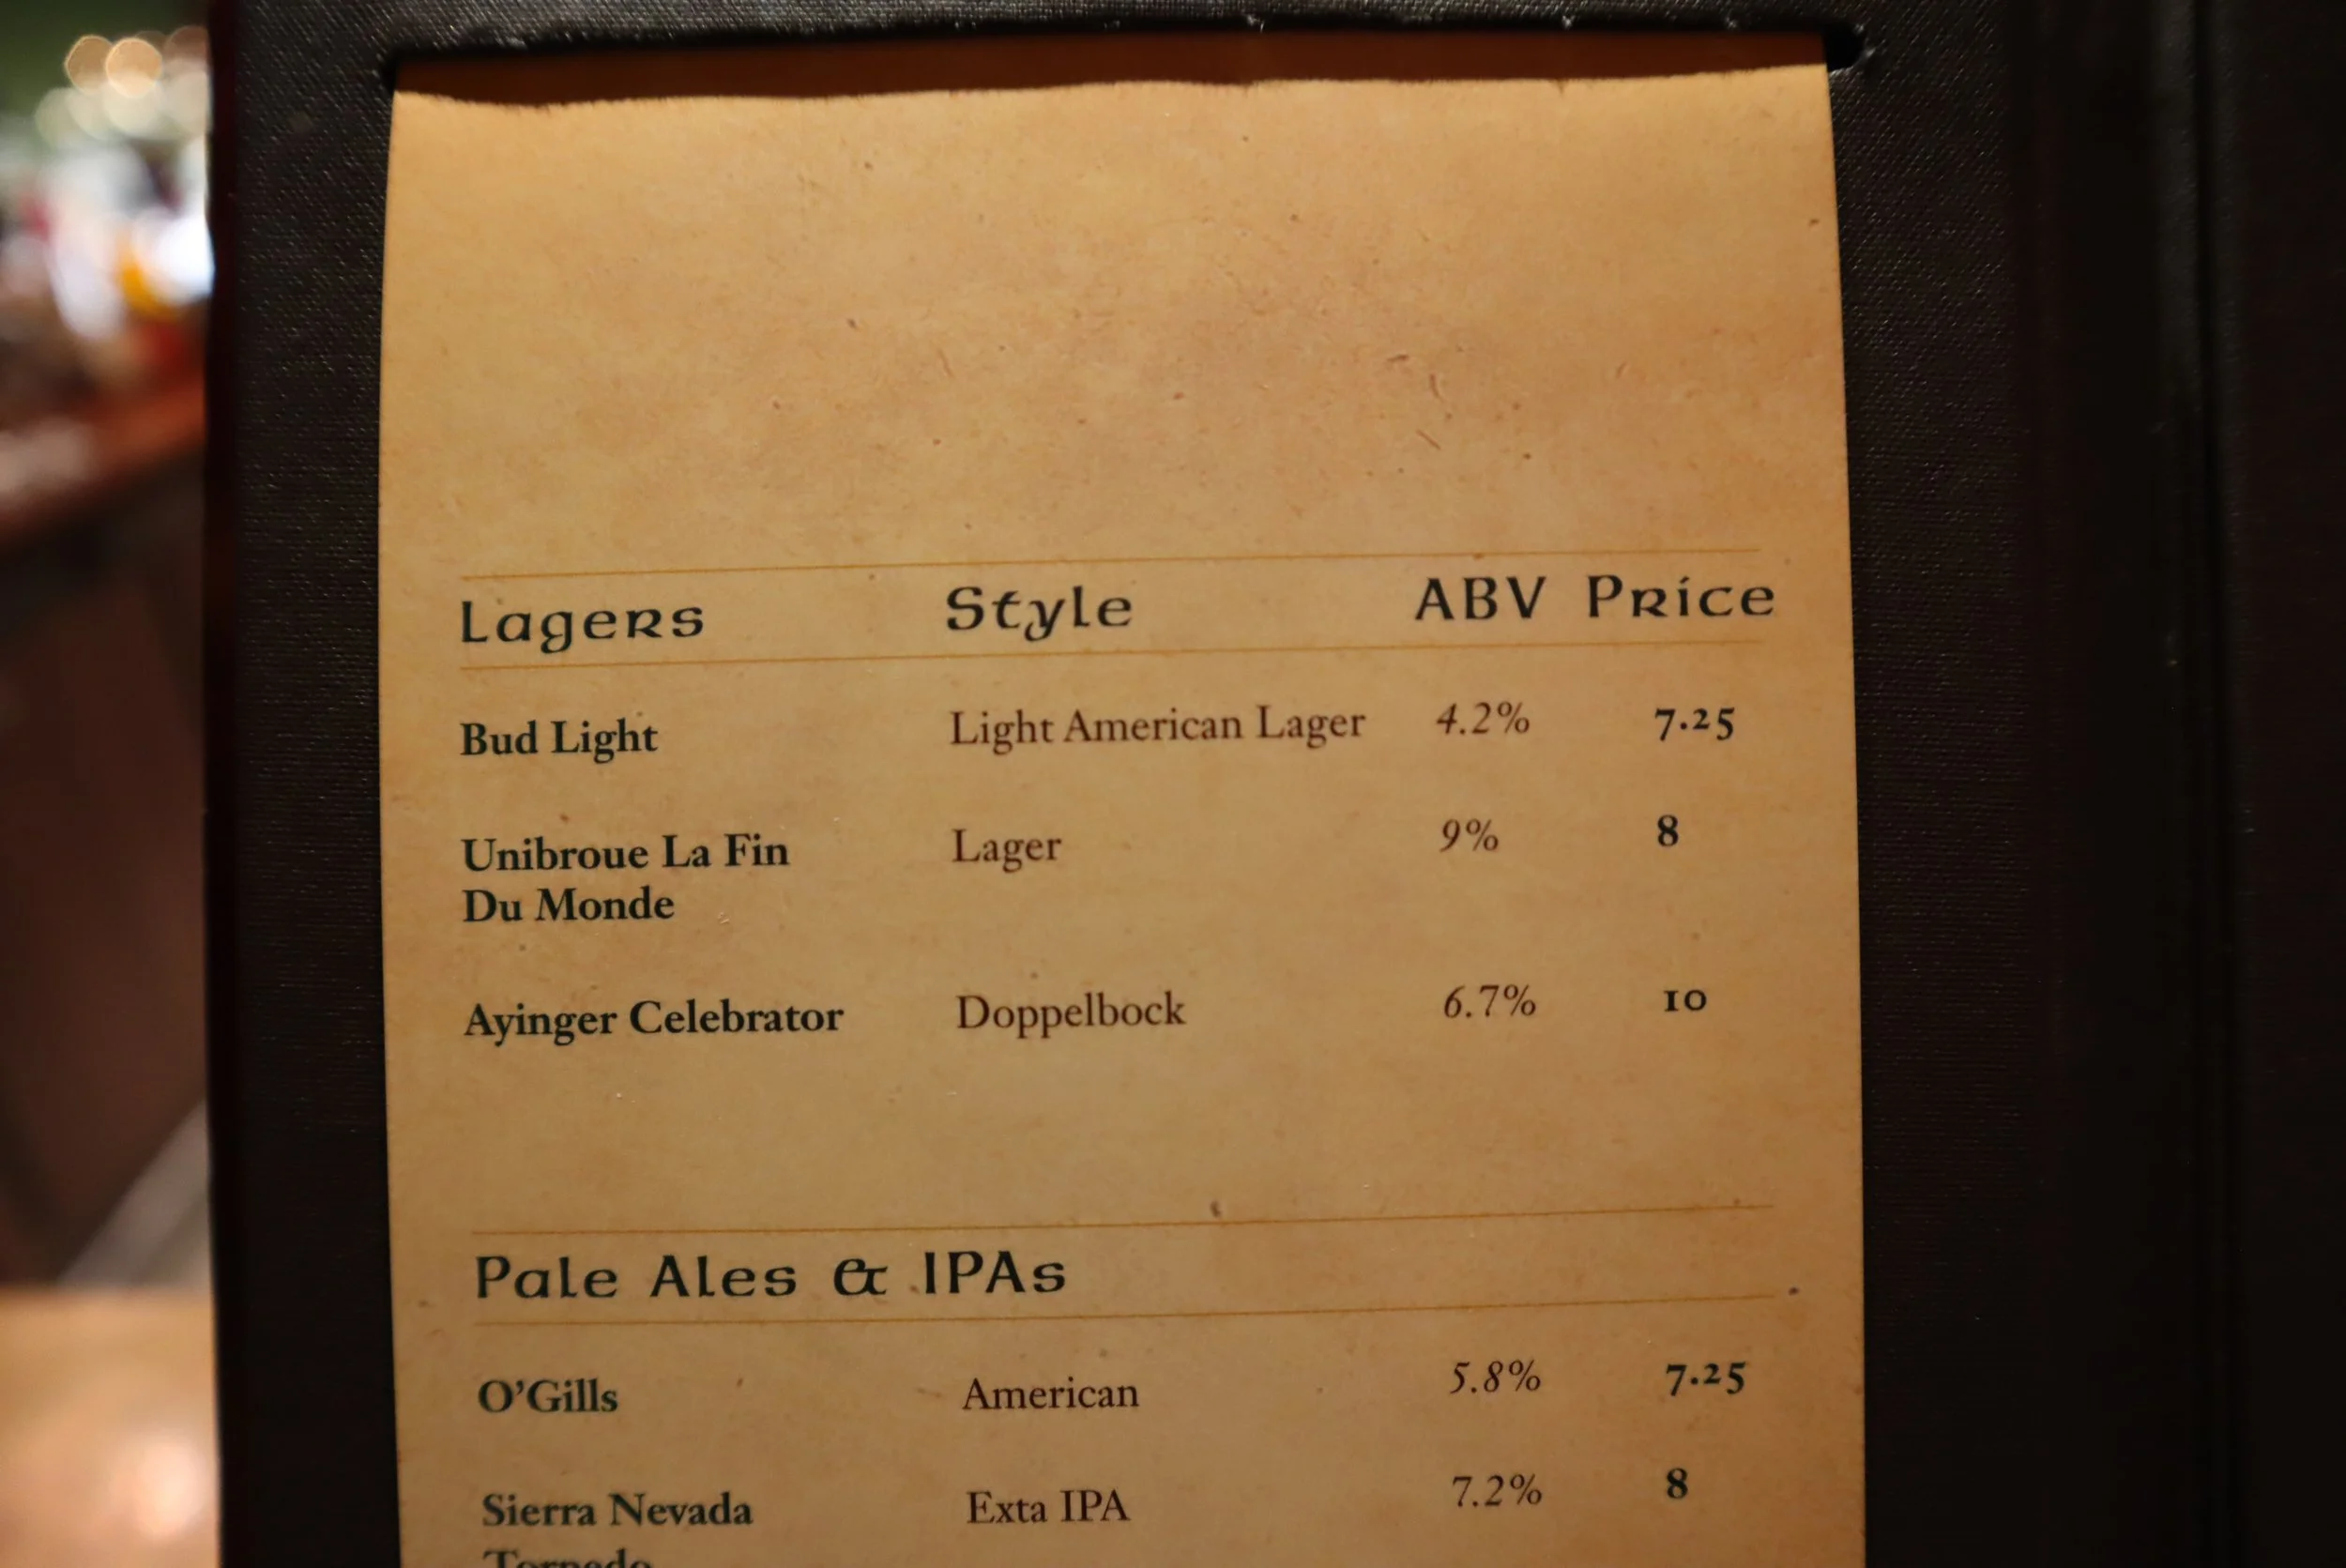 Lagers Style ABV Price
Bud Light Light American Lager 4.2% 7.25
Unibroue La Fin Lager 9% 8
Du Monde
Ayinger Celebrator Doppelbock 6.7% 10
Pale Ales & IPAs
O'Gills American 5.8% 7.25
Sierra Nevada Exta IPA 7.2% 8
Torpedo